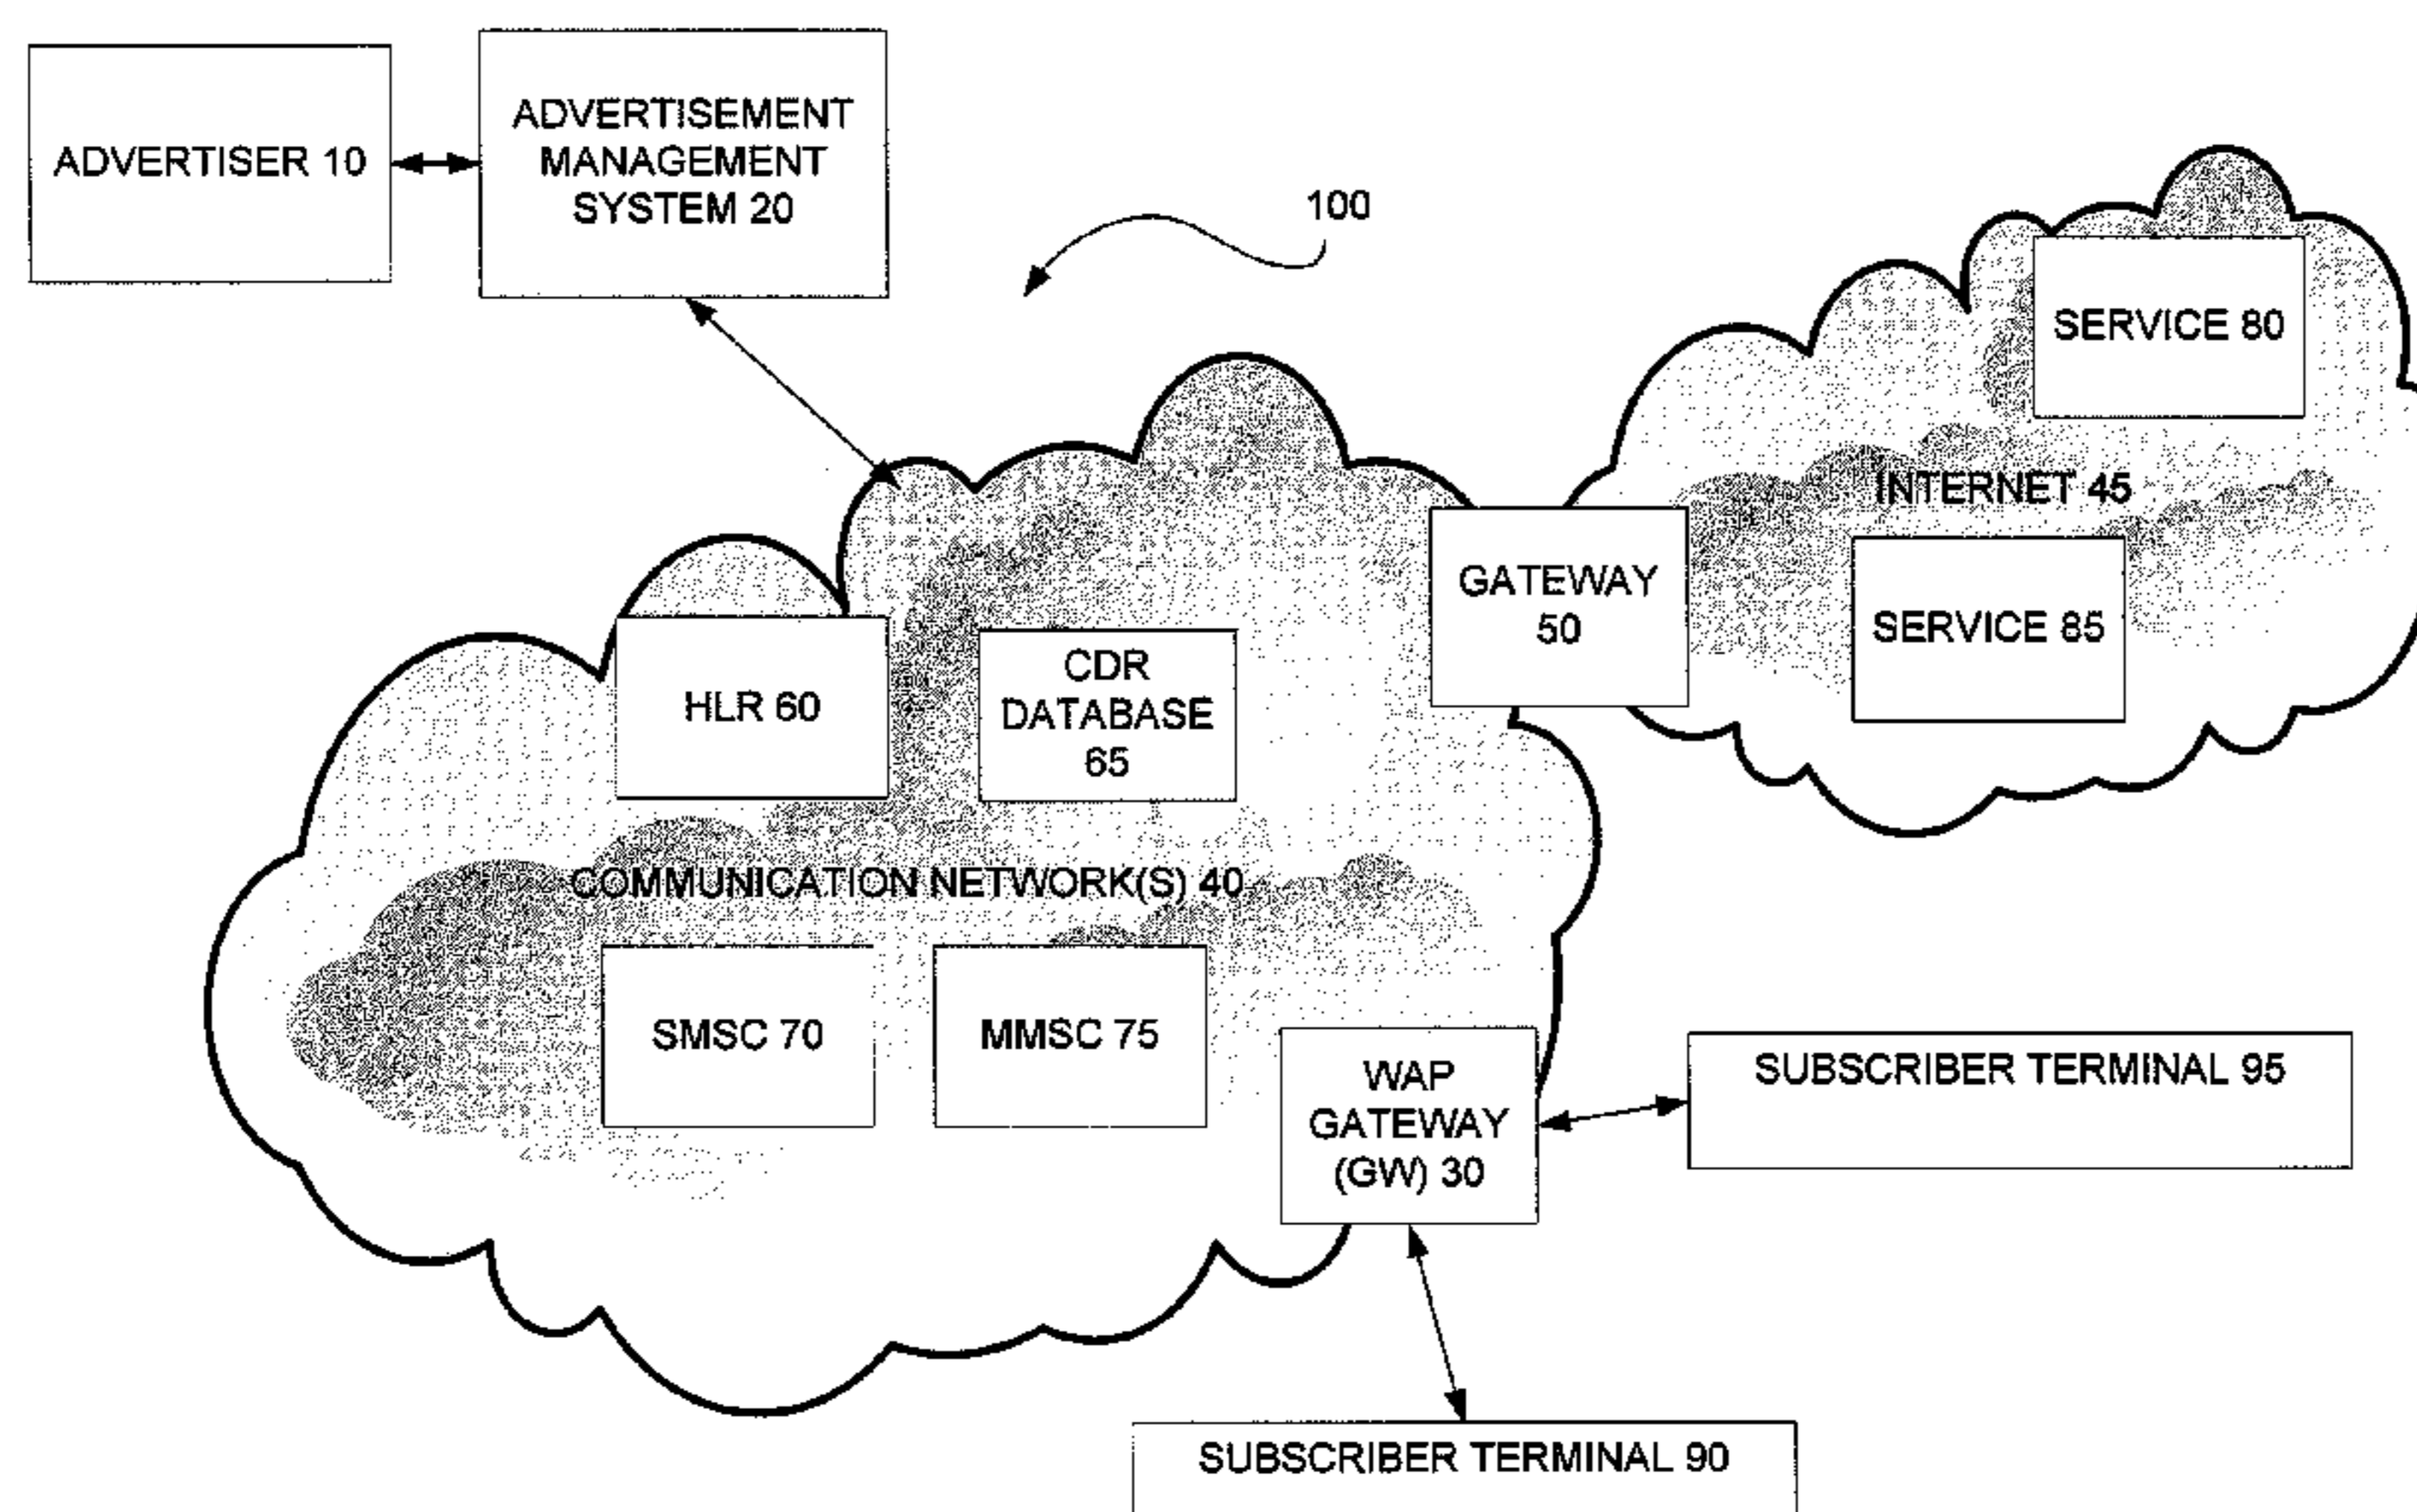 ADVERTISER 10
ADVERTISEMENT
MANAGEMENT
SYSTEM 20
100
SERVICE 80
INTERNET 45
GATEWAY
50
SERVICE 85
HLR 60
CDR
DATABASE
65
COMMUNICATION NETWORK(S) 40
SMSC 70
MMSC 75
WAP
GATEWAY
(GW) 30
SUBSCRIBER TERMINAL 95
SUBSCRIBER TERMINAL 90